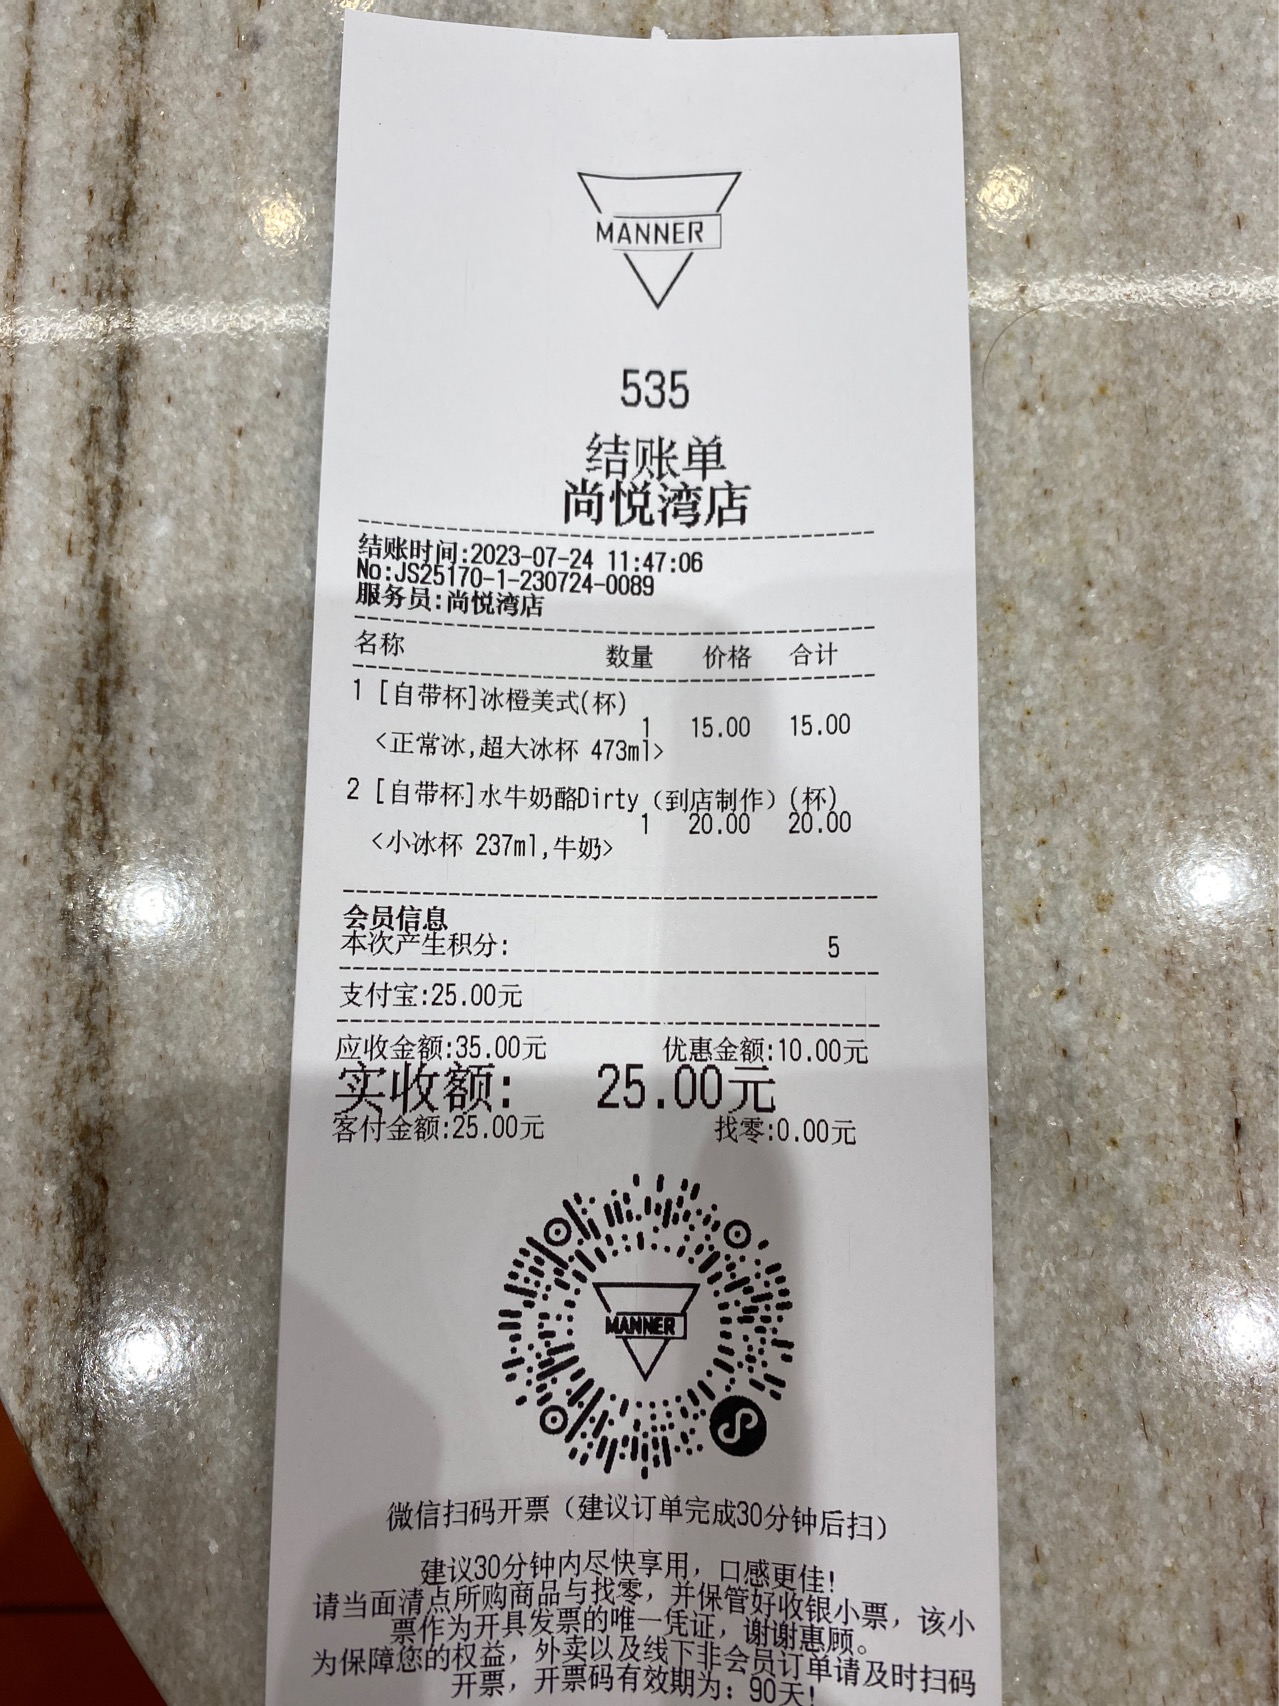 MANNER
535
结账单
尚悦湾店
结账时间:2023-07-24 11:47:06
No:JS25170-1-230724-0089
服务员:尚悦湾店
名称 数量 价格 合计
1 [自带杯]冰橙美式(杯)
1 15.00 15.00
<正常冰,超大冰杯 473ml>
2 [自带杯]水牛奶酪Dirty（到店制作）(杯)
1 20.00 20.00
<小冰杯 237ml,牛奶>
会员信息
本次产生积分: 5
支付宝:25.00元
应收金额:35.00元 优惠金额:10.00元
实收额: 25.00元
客付金额:25.00元 找零:0.00元
MANNER
微信扫码开票（建议订单完成30分钟后扫）
建议30分钟内尽快享用，口感更佳!
请当面清点所购商品与找零，并保管好收银小票，该小
票作为开具发票的唯一凭证，谢谢惠顾。
为保障您的权益，外卖以及线下非会员订单请及时扫码
开票，开票码有效期为：90天!